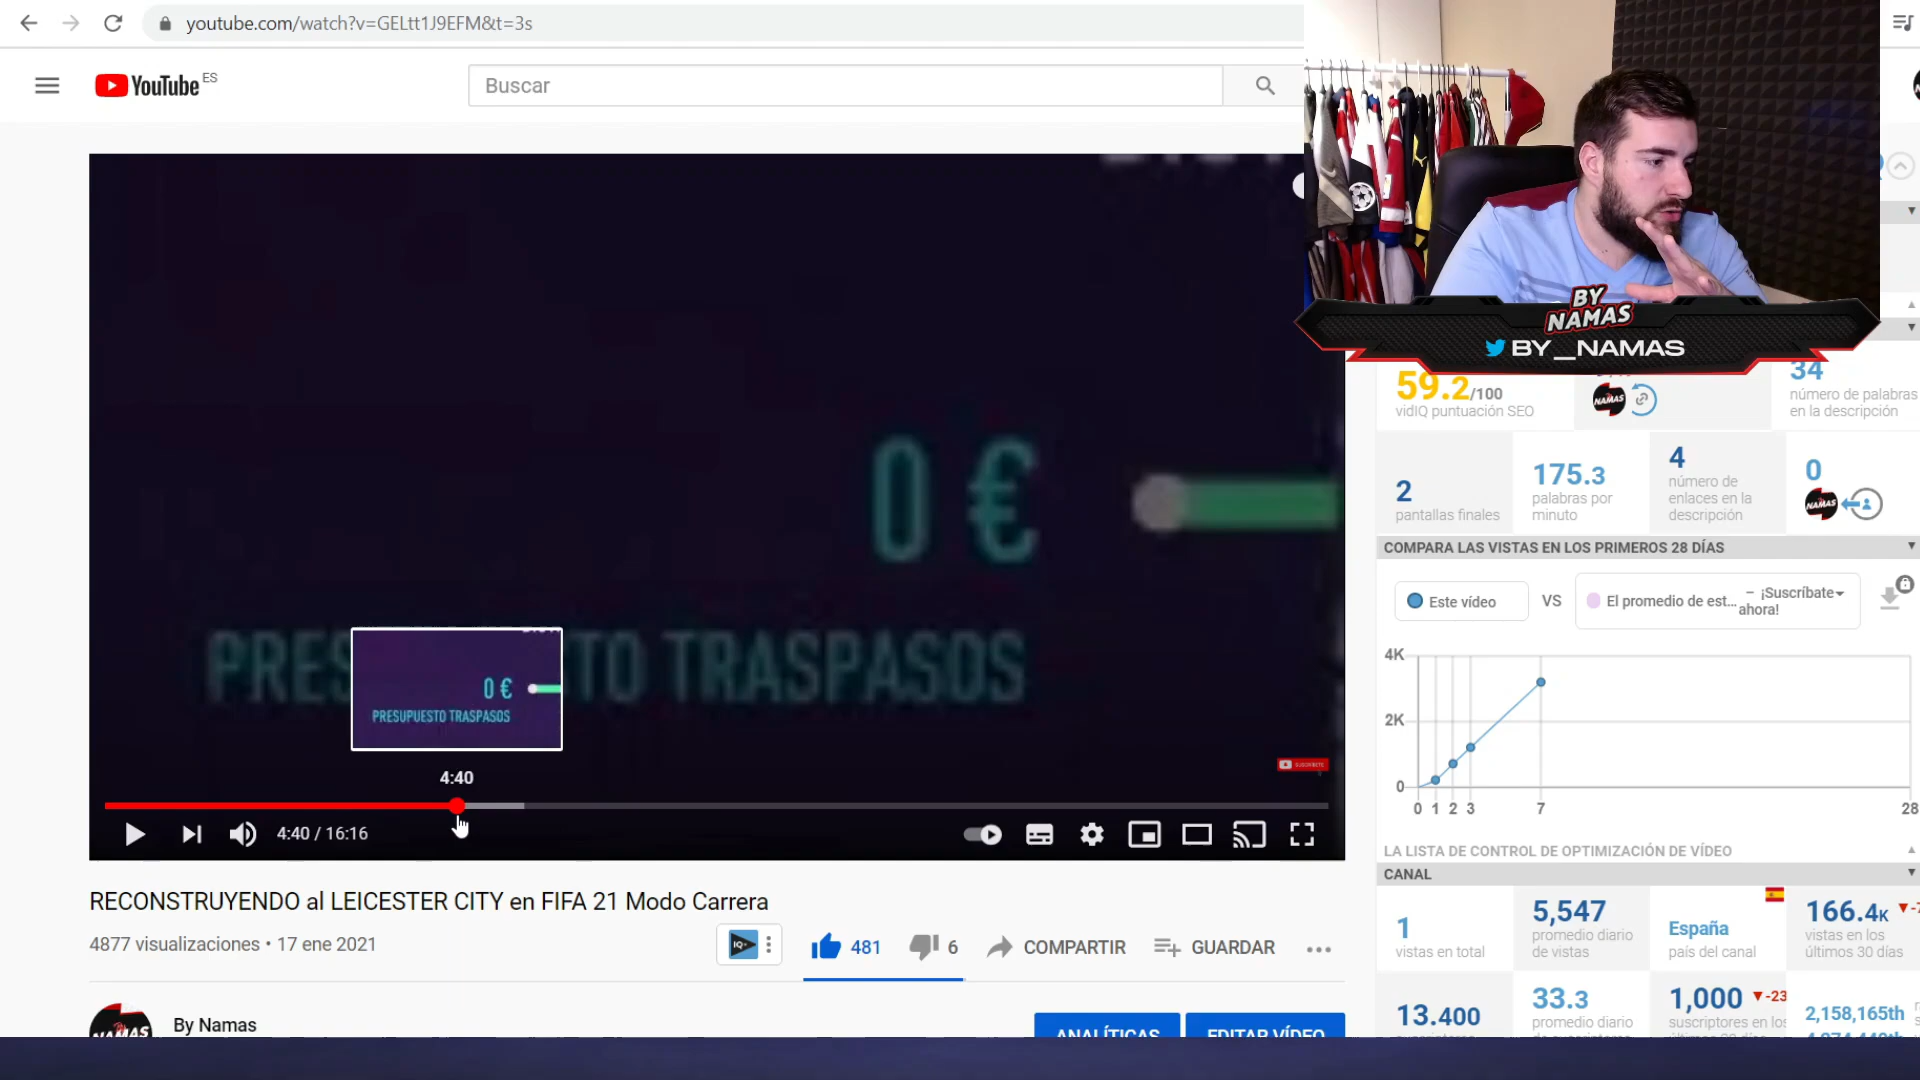 youtube.com/watch?v=GELtt1J9EFM&t=3s
YouTube ES
Buscar
BY
NAMAS
BY_NAMAS
0 €
PRESUPUESTO TRASPASOS
0 €
PRESUPUESTO TRASPASOS
4:40
SUSCRÍBETE
4:40 / 16:16
RECONSTRUYENDO al LEICESTER CITY en FIFA 21 Modo Carrera
4877 visualizaciones • 17 ene 2021
IQ
481
6
COMPARTIR
GUARDAR
By Namas
ANALÍTICAS
EDITAR VÍDEO
59.2/100
vidIQ puntuación SEO
NAMAS
34
número de palabras
en la descripción
2
pantallas finales
175.3
palabras por
minuto
4
número de
enlaces en la
descripción
0
NAMAS
COMPARA LAS VISTAS EN LOS PRIMEROS 28 DÍAS
Este vídeo
VS
El promedio de est...
– ¡Suscríbete
ahora!
4K
2K
0
0 1 2 3 7 28
LA LISTA DE CONTROL DE OPTIMIZACIÓN DE VÍDEO
CANAL
1
vistas en total
5,547
promedio diario
de vistas
España
país del canal
166.4K
vistas en los
últimos 30 días
13.400
33.3
promedio diario
1,000 ▼-23
suscriptores en los
2,158,165th